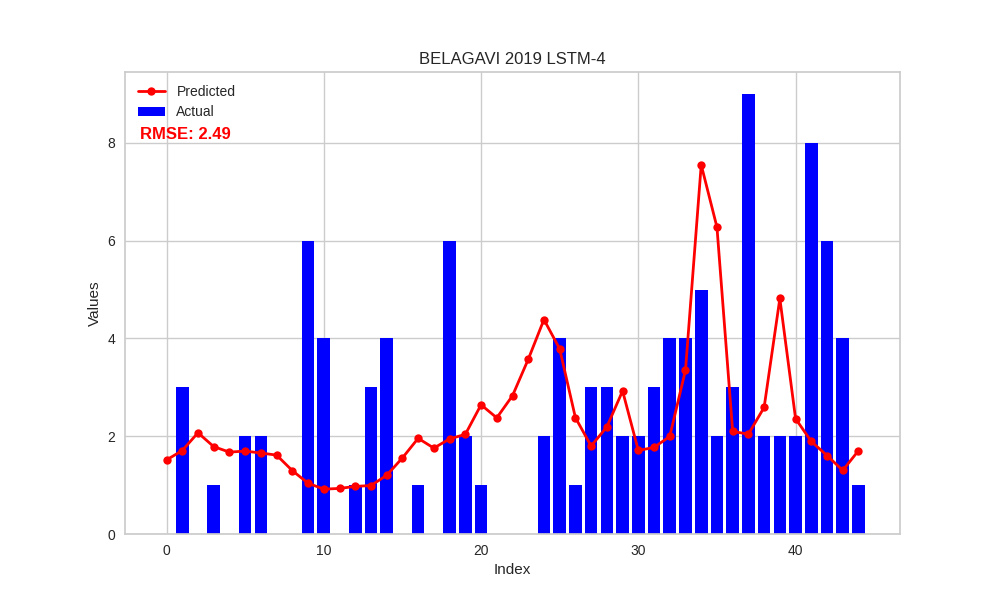 BELAGAVI 2019 LSTM-4
Predicted
Actual
RMSE: 2.49
Values
8
6
4
2
0
0 10 20 30 40
Index